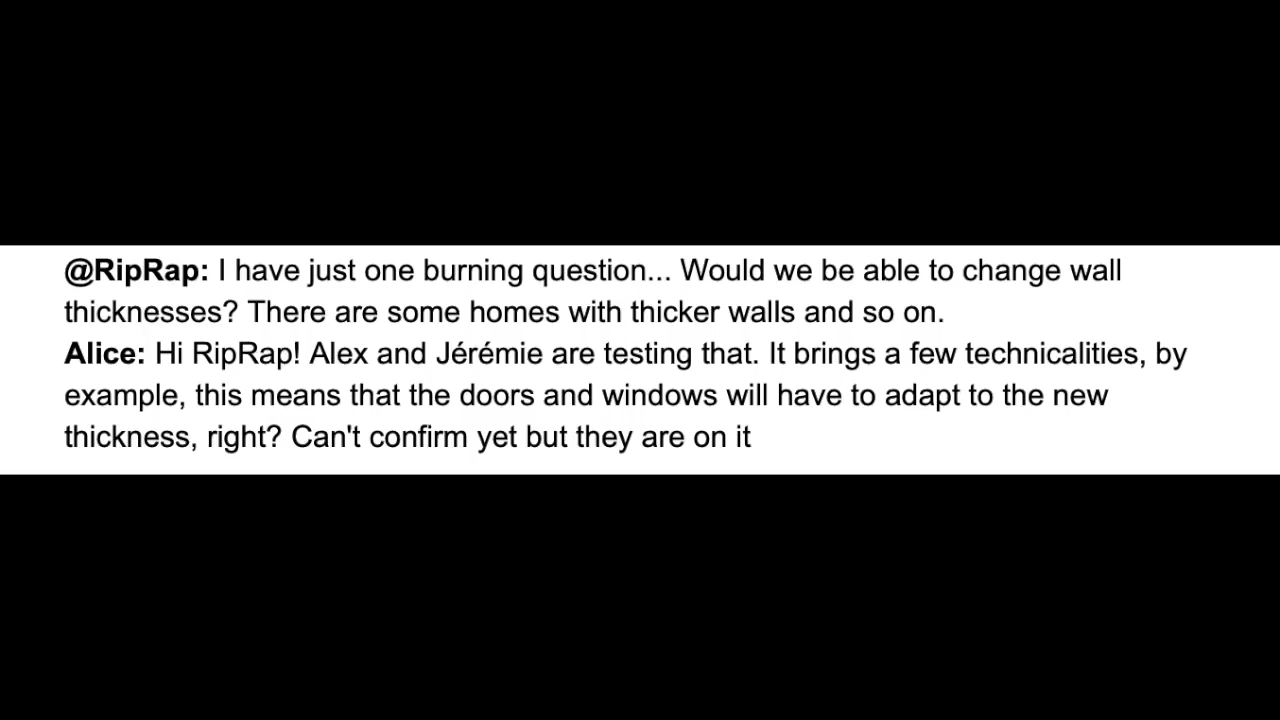 @RipRap: I have just one burning question... Would we be able to change wall
thicknesses? There are some homes with thicker walls and so on.
Alice: Hi RipRap! Alex and Jérémie are testing that. It brings a few technicalities, by
example, this means that the doors and windows will have to adapt to the new
thickness, right? Can't confirm yet but they are on it